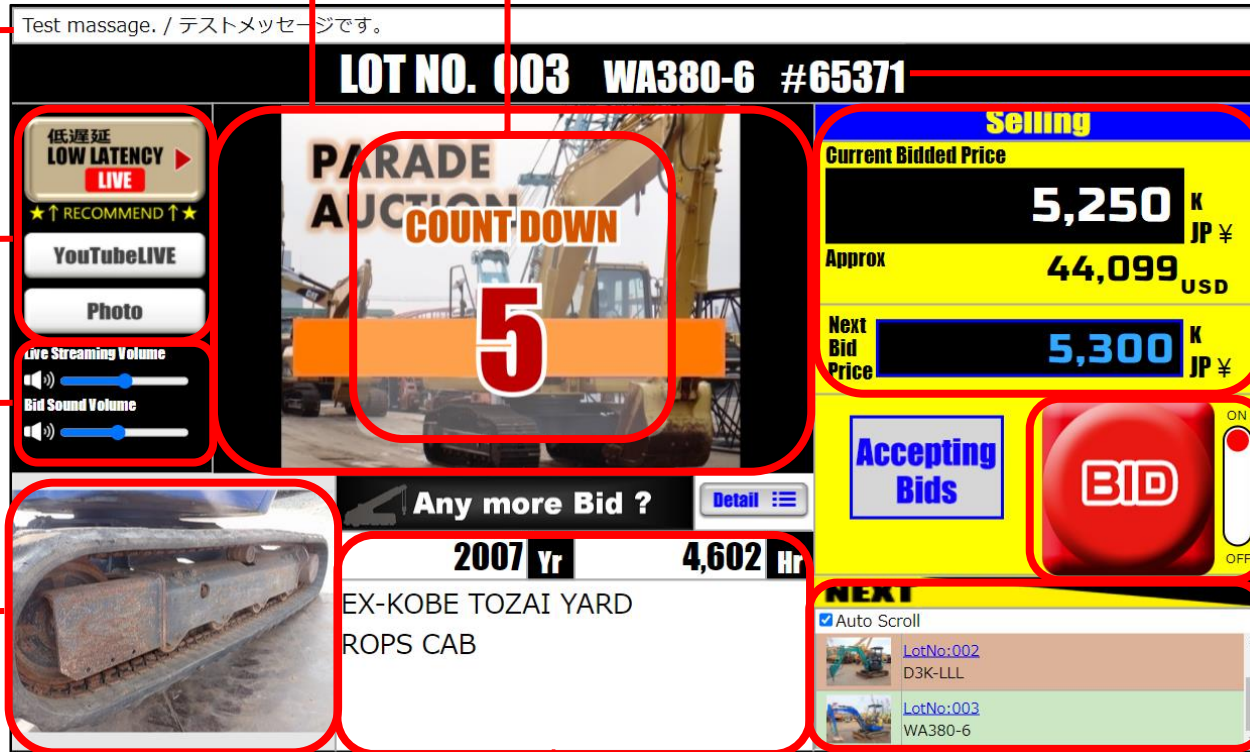 Test massage. / テストメッセージです。
LOT NO. 003 WA380-6 #65371
低遅延
LOW LATENCY
LIVE
★↑RECOMMEND↑★
YouTubeLIVE
Photo
Live Streaming Volume
Bid Sound Volume
PARADE
AUCTION
COUNT DOWN
5
Selling
Current Bidded Price
5,250 K
JP ¥
Approx
44,099 USD
Next
Bid
Price
5,300 K
JP ¥
Accepting
Bids
BID
ON
OFF
Any more Bid ?
Detail
2007 Yr 4,602 Hr
EX-KOBE TOZAI YARD
ROPS CAB
NEXT
Auto Scroll
LotNo:002
D3K-LLL
LotNo:003
WA380-6